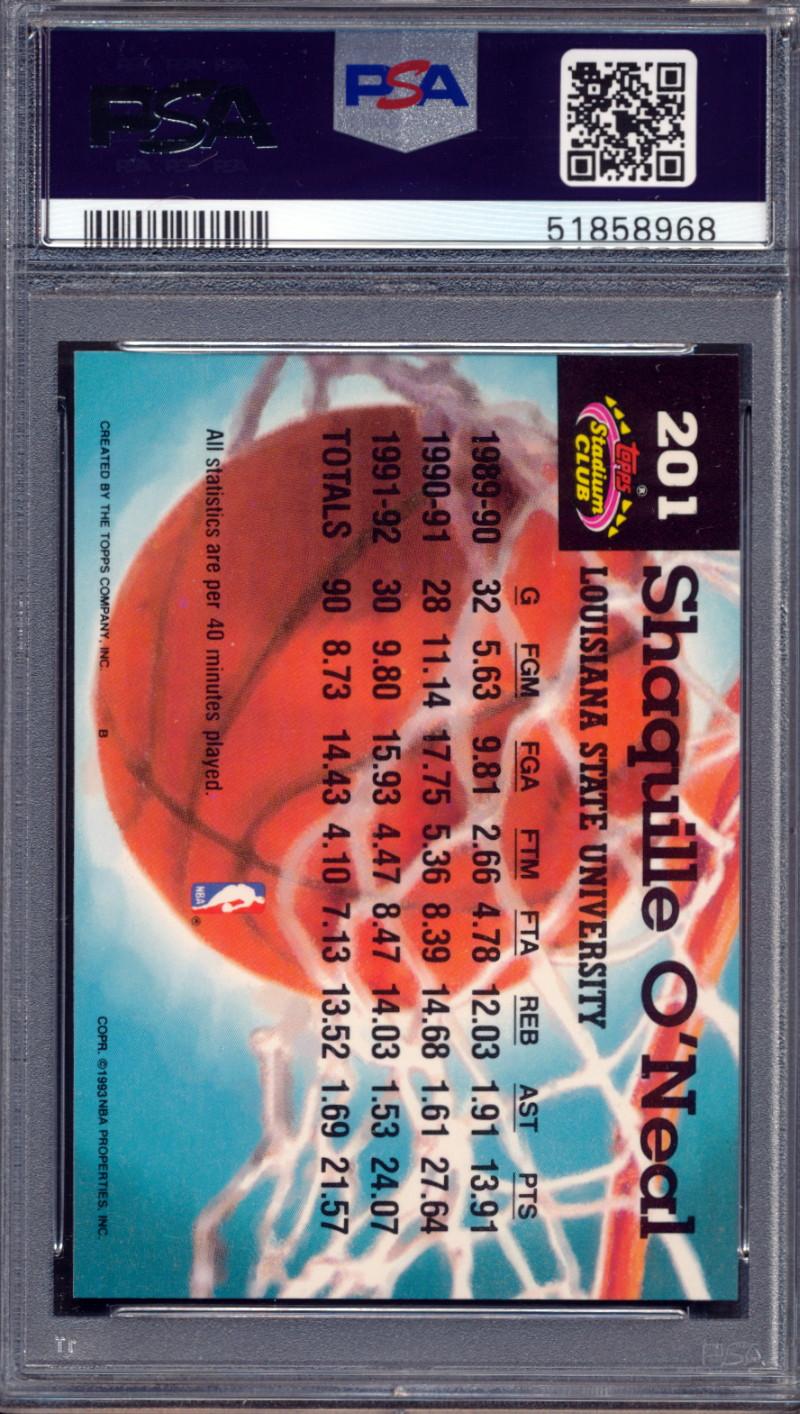 PSA
PSA
51858968
201
Topps®
Stadium
CLUB
Shaquille O'Neal
LOUISIANA STATE UNIVERSITY
G FGM FGA FTM FTA REB AST PTS
1989-90 32 5.63 9.81 2.66 4.78 12.03 1.91 13.91
1990-91 28 11.14 17.75 5.36 8.39 14.68 1.61 27.64
1991-92 30 9.80 15.93 4.47 8.47 14.03 1.53 24.07
TOTALS 90 8.73 14.43 4.10 7.13 13.52 1.69 21.57
All statistics are per 40 minutes played.
NBA ®
CREATED BY THE TOPPS COMPANY, INC. B COPR. ©1993 NBA PROPERTIES, INC.
PSA